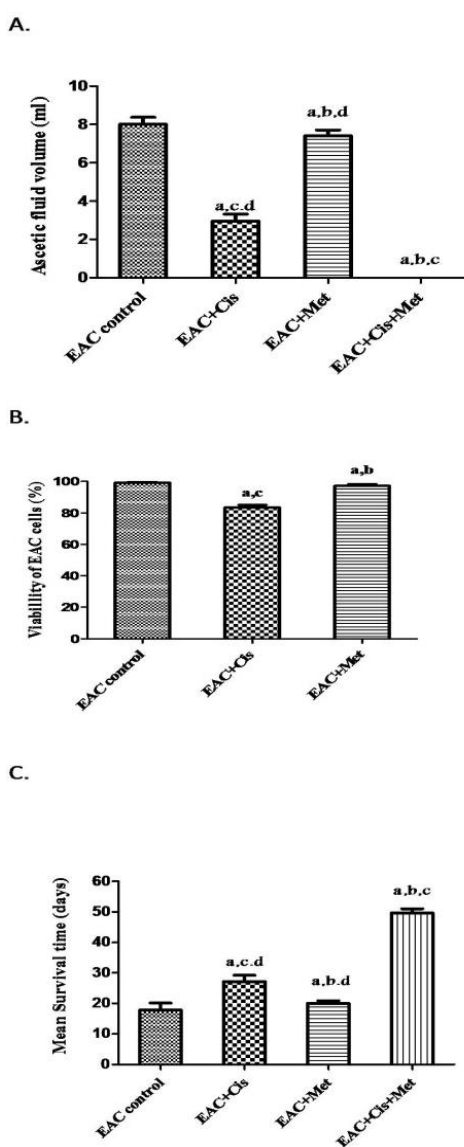 A.
Ascetic fluid volume (ml)
10
8
6
4
2
0
a,c.d
a,b,d
a,b,c
EAC control
EAC+Cis
EAC+Met
EAC+Cis+Met
B.
Viabillity of EAC cells (%)
100
80
60
40
20
0
a,c
a,b
EAC control
EAC+Cis
EAC+Met
C.
Mean Survival time (days)
60
50
40
30
20
10
0
a,c.d
a,b.d
a,b,c
EAC control
EAC+Cis
EAC+Met
EAC+Cis+Met